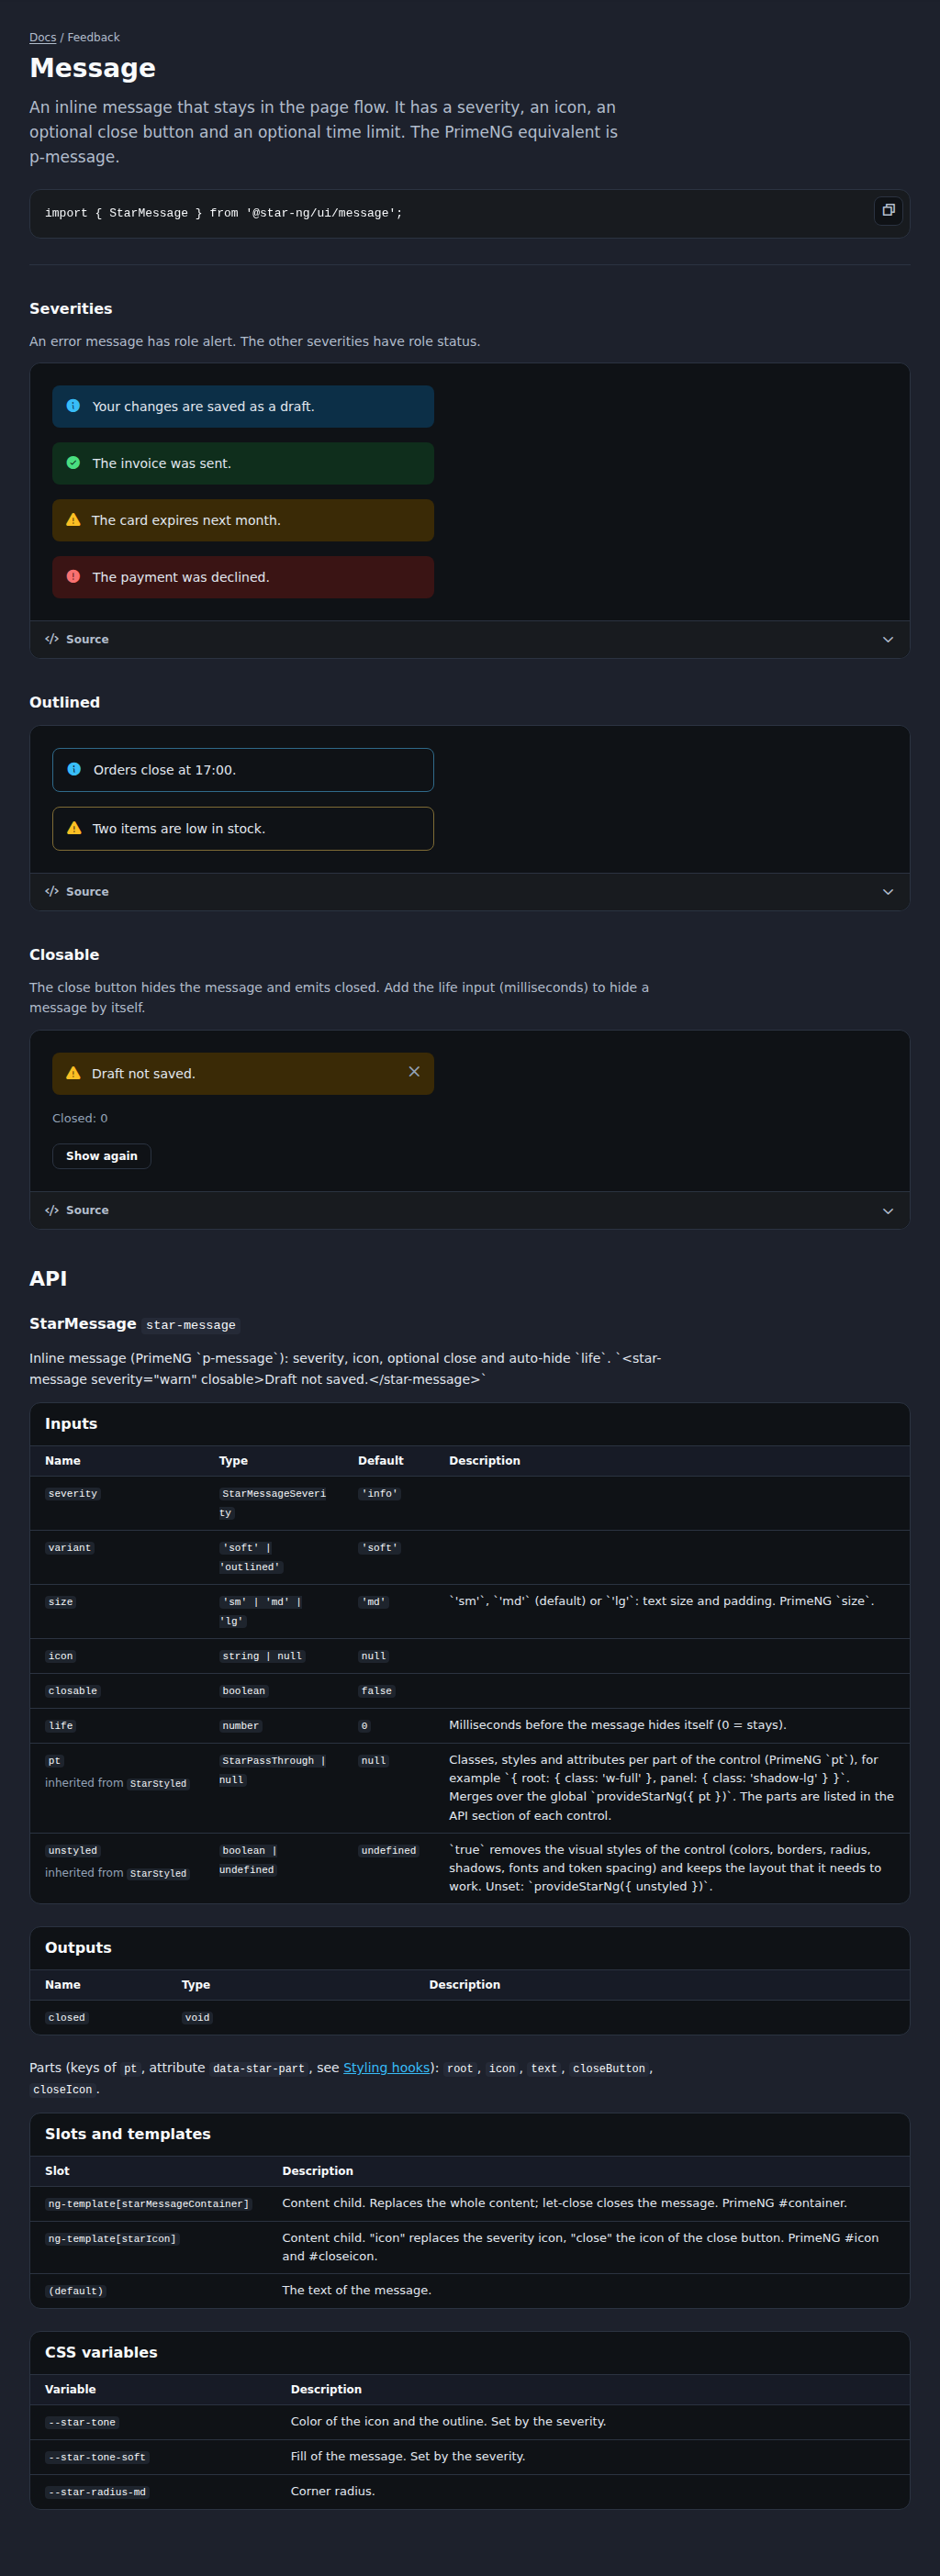 Docs / Feedback
Message
An inline message that stays in the page flow. It has a severity, an icon, an
optional close button and an optional time limit. The PrimeNG equivalent is
p-message.
import { StarMessage } from '@star-ng/ui/message';
Severities
An error message has role alert. The other severities have role status.
Your changes are saved as a draft.
The invoice was sent.
The card expires next month.
The payment was declined.
Source
Outlined
Orders close at 17:00.
Two items are low in stock.
Source
Closable
The close button hides the message and emits closed. Add the life input (milliseconds) to hide a
message by itself.
Draft not saved.
Closed: 0
Show again
Source
API
StarMessage star-message
Inline message (PrimeNG `p-message`): severity, icon, optional close and auto-hide `life`. `<star-
message severity="warn" closable>Draft not saved.</star-message>`
Inputs
Name Type Default Description
severity StarMessageSeveri 'info'
ty
variant 'soft' | 'soft'
'outlined'
size 'sm' | 'md' | 'md' `'sm'`, `'md'` (default) or `'lg'`: text size and padding. PrimeNG `size`.
'lg'
icon string | null null
closable boolean false
life number 0 Milliseconds before the message hides itself (0 = stays).
pt StarPassThrough | null Classes, styles and attributes per part of the control (PrimeNG `pt`), for
inherited from StarStyled null example `{ root: { class: 'w-full' }, panel: { class: 'shadow-lg' } }`.
Merges over the global `provideStarNg({ pt })`. The parts are listed in the
API section of each control.
unstyled boolean | undefined `true` removes the visual styles of the control (colors, borders, radius,
inherited from StarStyled undefined shadows, fonts and token spacing) and keeps the layout that it needs to
work. Unset: `provideStarNg({ unstyled })`.
Outputs
Name Type Description
closed void
Parts (keys of pt, attribute data-star-part, see Styling hooks): root, icon, text, closeButton,
closeIcon.
Slots and templates
Slot Description
ng-template[starMessageContainer] Content child. Replaces the whole content; let-close closes the message. PrimeNG #container.
ng-template[starIcon] Content child. "icon" replaces the severity icon, "close" the icon of the close button. PrimeNG #icon
and #closeicon.
(default) The text of the message.
CSS variables
Variable Description
--star-tone Color of the icon and the outline. Set by the severity.
--star-tone-soft Fill of the message. Set by the severity.
--star-radius-md Corner radius.